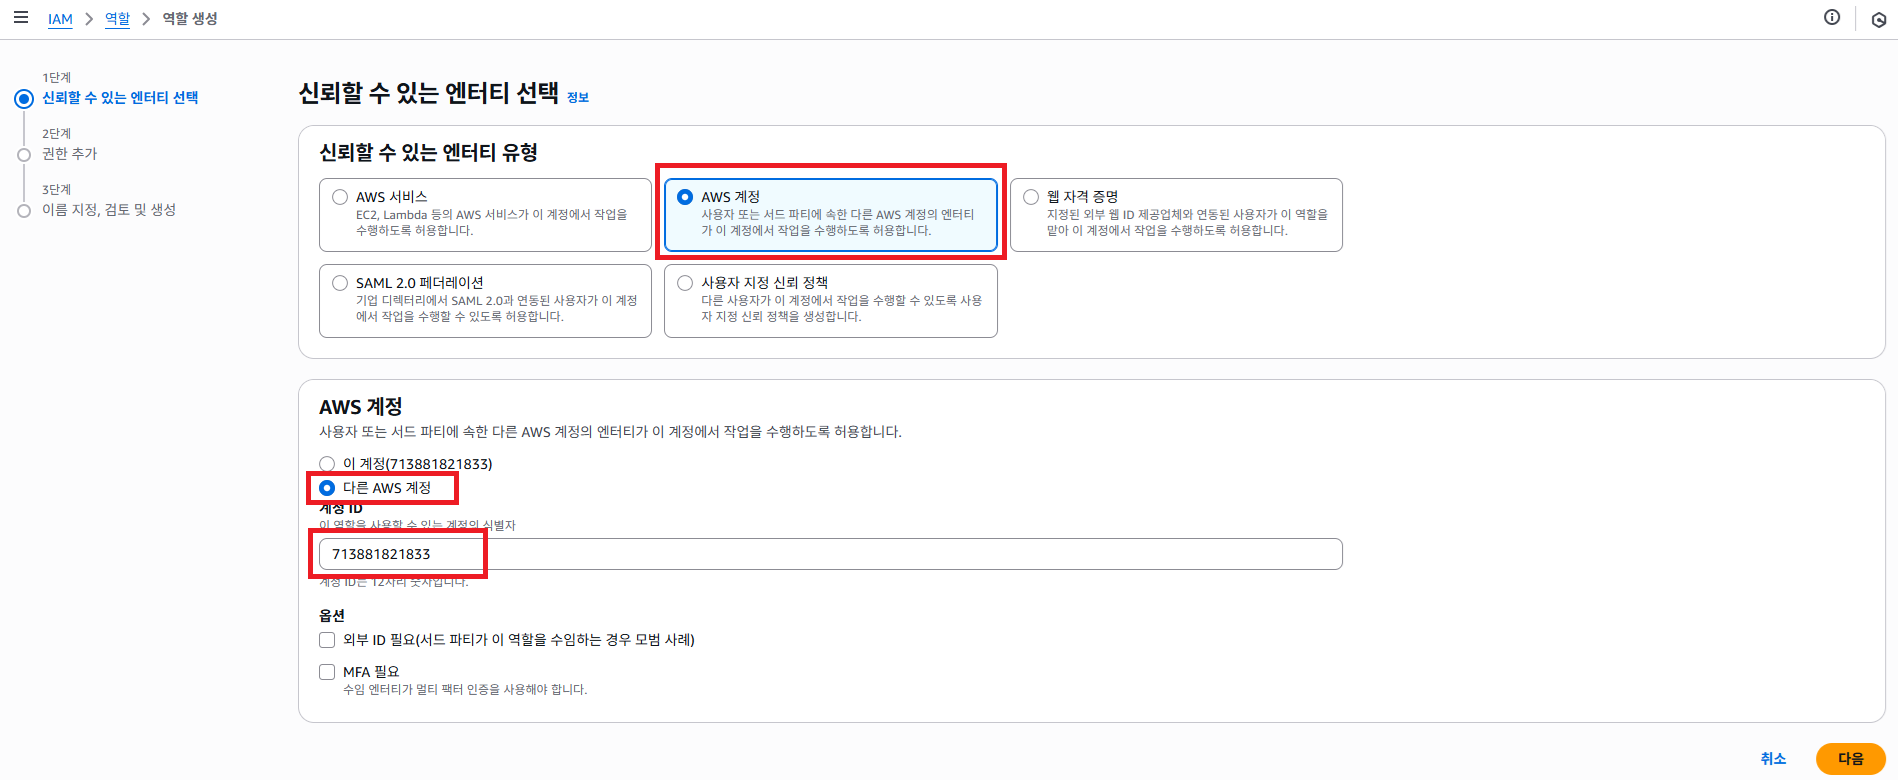 IAM > 역할 > 역할 생성
1단계
신뢰할 수 있는 엔터티 선택
2단계
권한 추가
3단계
이름 지정, 검토 및 생성
신뢰할 수 있는 엔터티 선택 정보
신뢰할 수 있는 엔터티 유형
AWS 서비스
EC2, Lambda 등의 AWS 서비스가 이 계정에서 작업을
수행하도록 허용합니다.
AWS 계정
사용자 또는 서드 파티에 속한 다른 AWS 계정의 엔터티
가 이 계정에서 작업을 수행하도록 허용합니다.
웹 자격 증명
지정된 외부 웹 ID 제공업체와 연동된 사용자가 이 역할을
맡아 이 계정에서 작업을 수행하도록 허용합니다.
SAML 2.0 페더레이션
기업 디렉터리에서 SAML 2.0과 연동된 사용자가 이 계정
에서 작업을 수행할 수 있도록 허용합니다.
사용자 지정 신뢰 정책
다른 사용자가 이 계정에서 작업을 수행할 수 있도록 사용
자 지정 신뢰 정책을 생성합니다.
AWS 계정
사용자 또는 서드 파티에 속한 다른 AWS 계정의 엔터티가 이 계정에서 작업을 수행하도록 허용합니다.
이 계정(713881821833)
다른 AWS 계정
계정 ID
이 역할을 사용할 수 있는 계정의 식별자
713881821833
계정 ID는 12자리 숫자입니다.
옵션
외부 ID 필요(서드 파티가 이 역할을 수임하는 경우 모범 사례)
MFA 필요
수임 엔터티가 멀티 팩터 인증을 사용해야 합니다.
취소
다음